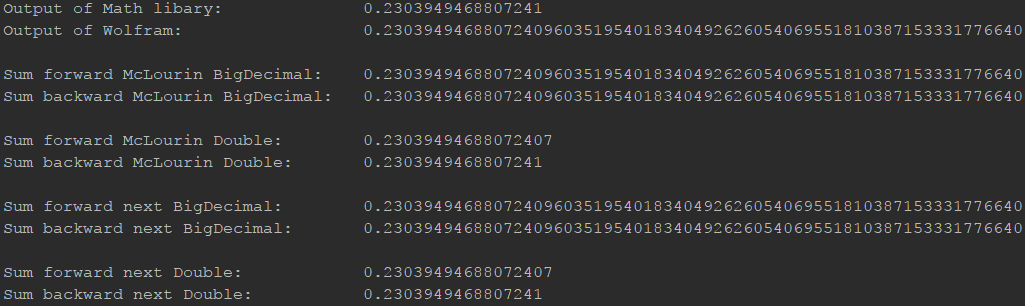 Output of Math libary: 0.2303949468807241
Output of Wolfram: 0.230394946880724096035195401834049262605406955181038715333177664​0
Sum forward McLourin BigDecimal: 0.2303949468807240960351954018340492626054069551810387153331776640
Sum backward McLourin BigDecimal: 0.2303949468807240960351954018340492626054069551810387153331776640
Sum forward McLourin Double: 0.23039494688072407
Sum backward McLourin Double: 0.2303949468807241
Sum forward next BigDecimal: 0.2303949468807240960351954018340492626054069551810387153331776640
Sum backward next BigDecimal: 0.2303949468807240960351954018340492626054069551810387153331776640
Sum forward next Double: 0.23039494688072407
Sum backward next Double: 0.2303949468807241